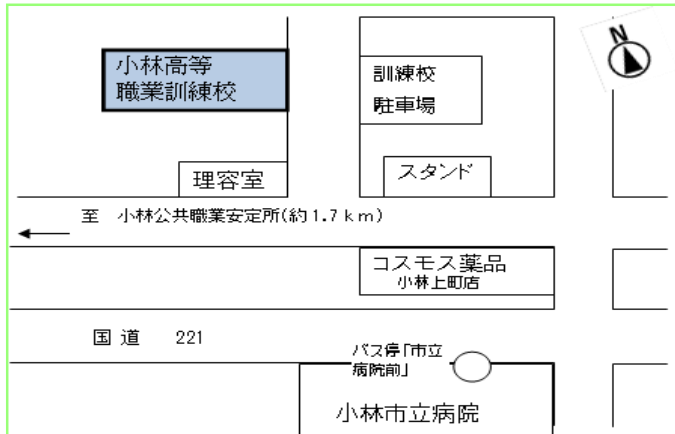 小林高等
職業訓練校
訓練校
駐車場
N
理容室
スタンド
至 小林公共職業安定所(約1.7ｋｍ)
コスモス薬品
小林上町店
国道 221
バス停「市立
病院前」
小林市立病院